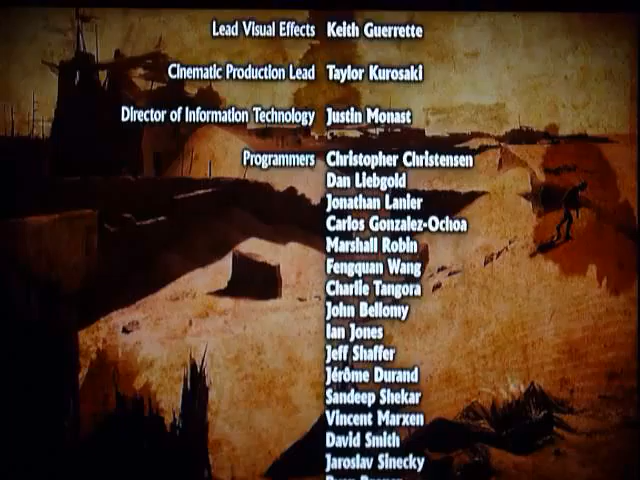 Lead Visual Effects Keith Guerrette
Cinematic Production Lead Taylor Kurosaki
Director of Information Technology Justin Monast
Programmers Christopher Christensen
Dan Liebgold
Jonathan Lanier
Carlos Gonzalez-Ochoa
Marshall Robin
Fengquan Wang
Charlie Tangora
John Bellomy
Ian Jones
Jeff Shaffer
Jérôme Durand
Sandeep Shekar
Vincent Marxen
David Smith
Jaroslav Sinecky